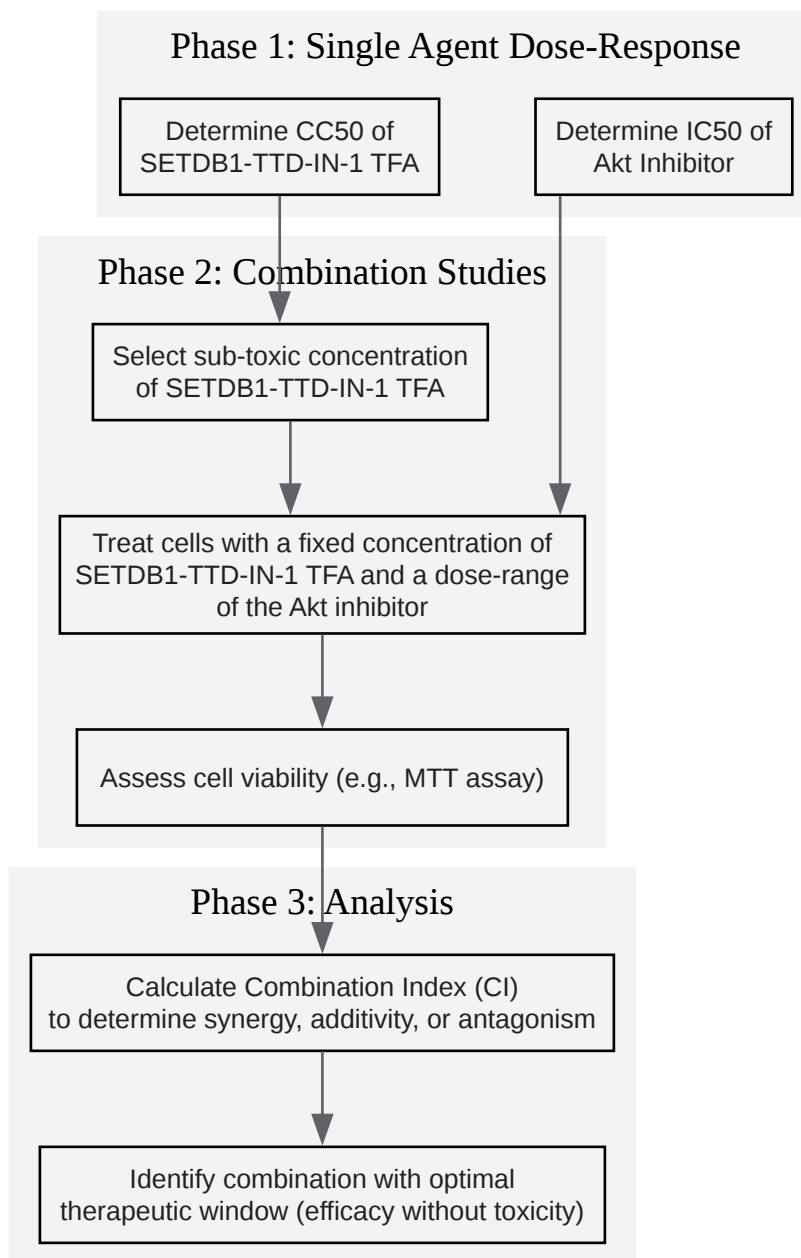 Phase 1: Single Agent Dose-Response
Determine CC50 of
SETDB1-TTD-IN-1 TFA
Determine IC50 of
Akt Inhibitor
Phase 2: Combination Studies
Select sub-toxic concentration
of SETDB1-TTD-IN-1 TFA
Treat cells with a fixed concentration of
SETDB1-TTD-IN-1 TFA and a dose-range
of the Akt inhibitor
Assess cell viability (e.g., MTT assay)
Phase 3: Analysis
Calculate Combination Index (CI)
to determine synergy, additivity, or antagonism
Identify combination with optimal
therapeutic window (efficacy without toxicity)